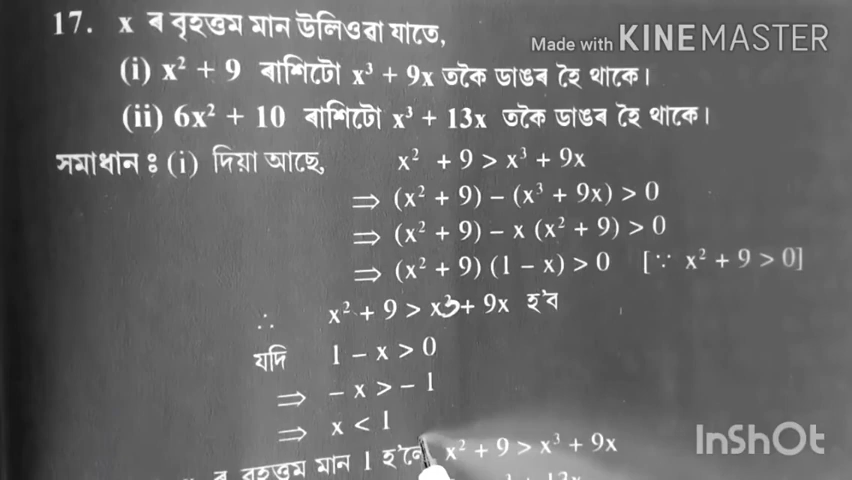 Made with KINEMASTER
17. x ৰ বৃহত্তম মান উলিওৱা যাতে,
(i) x² + 9 ৰাশিটো x³ + 9x তকৈ ডাঙৰ হৈ থাকে।
(ii) 6x² + 10 ৰাশিটো x³ + 13x তকৈ ডাঙৰ হৈ থাকে।
সমাধান ঃ (i) দিয়া আছে, x² + 9 > x³ + 9x
⇒ (x² + 9) – (x³ + 9x) > 0
⇒ (x² + 9) – x (x² + 9) > 0
⇒ (x² + 9) (1 – x) > 0 [∵ x² + 9 > 0]
∴ x² + 9 > x³ + 9x হ'ব
যদি 1 – x > 0
⇒ – x > – 1
⇒ x < 1
ৰ বৃহত্তম মান 1 হ'লে x² + 9 > x³ + 9x
InShOt